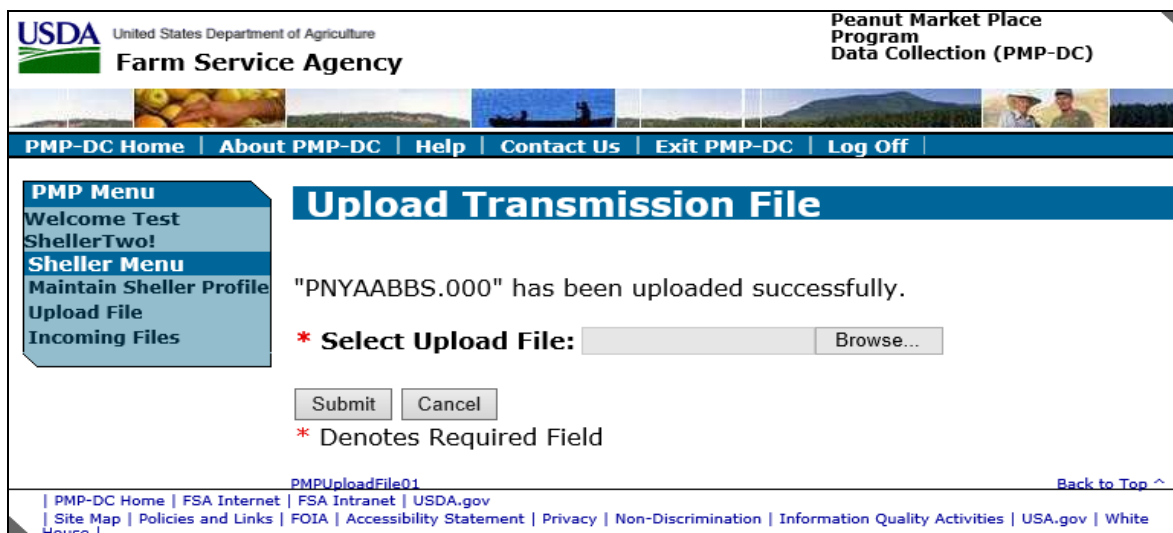 USDA United States Department of Agriculture
Farm Service Agency
Peanut Market Place
Program
Data Collection (PMP-DC)
PMP-DC Home | About PMP-DC | Help | Contact Us | Exit PMP-DC | Log Off |
PMP Menu
Welcome Test
ShellerTwo!
Sheller Menu
Maintain Sheller Profile
Upload File
Incoming Files
Upload Transmission File
"PNYAABBS.000" has been uploaded successfully.
* Select Upload File: Browse...
Submit Cancel
* Denotes Required Field
PMPUploadFile01 Back to Top ^
| PMP-DC Home | FSA Internet | FSA Intranet | USDA.gov
| Site Map | Policies and Links | FOIA | Accessibility Statement | Privacy | Non-Discrimination | Information Quality Activities | USA.gov | White
House |